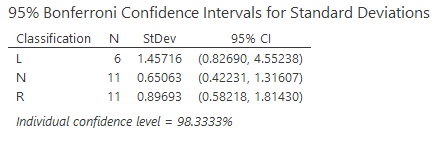 95% Bonferroni Confidence Intervals for Standard Deviations
Classification N StDev 95% CI
L 6 1.45716 (0.82690, 4.55238)
N 11 0.65063 (0.42231, 1.31607)
R 11 0.89693 (0.58218, 1.81430)
Individual confidence level = 98.3333%